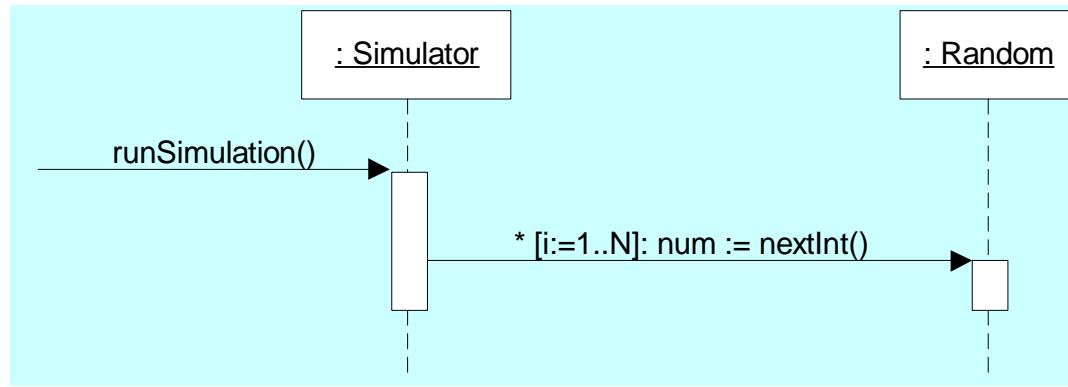 : Simulator
: Random
runSimulation()
* [i:=1..N]: num := nextInt()